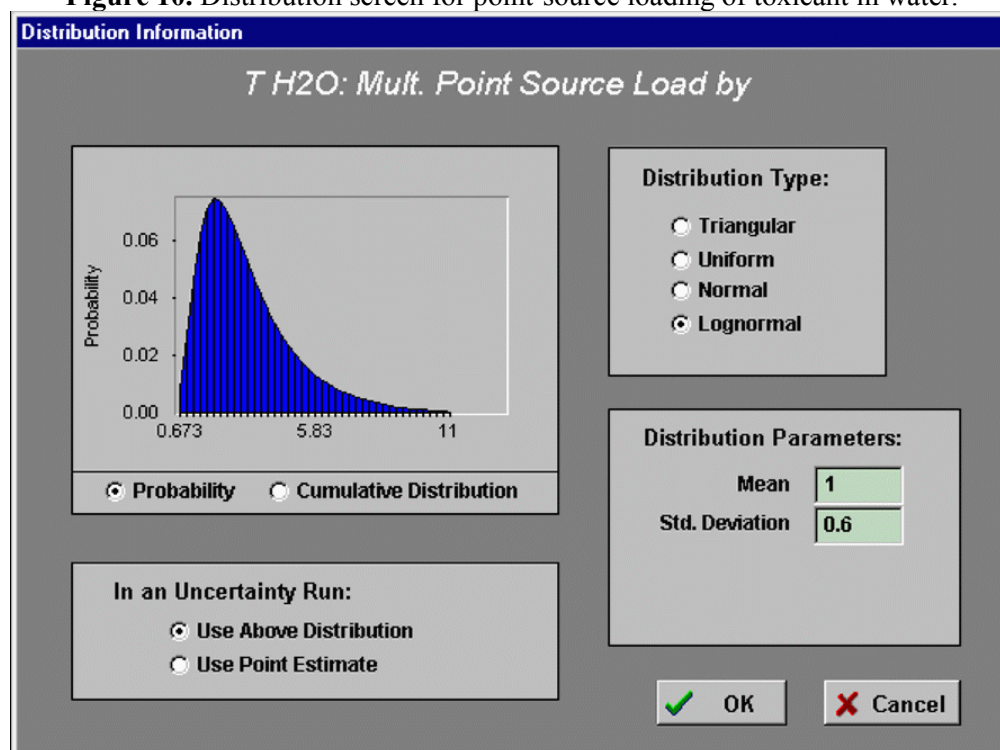 Figure 10. Distribution screen for point-source loading of toxicant in water.
Distribution Information
T H2O: Mult. Point Source Load by
Probability
0.06
0.04
0.02
0.00
0.673
5.83
11
Probability
Cumulative Distribution
In an Uncertainty Run:
Use Above Distribution
Use Point Estimate
Distribution Type:
Triangular
Uniform
Normal
Lognormal
Distribution Parameters:
Mean 1
Std. Deviation 0.6
OK
Cancel